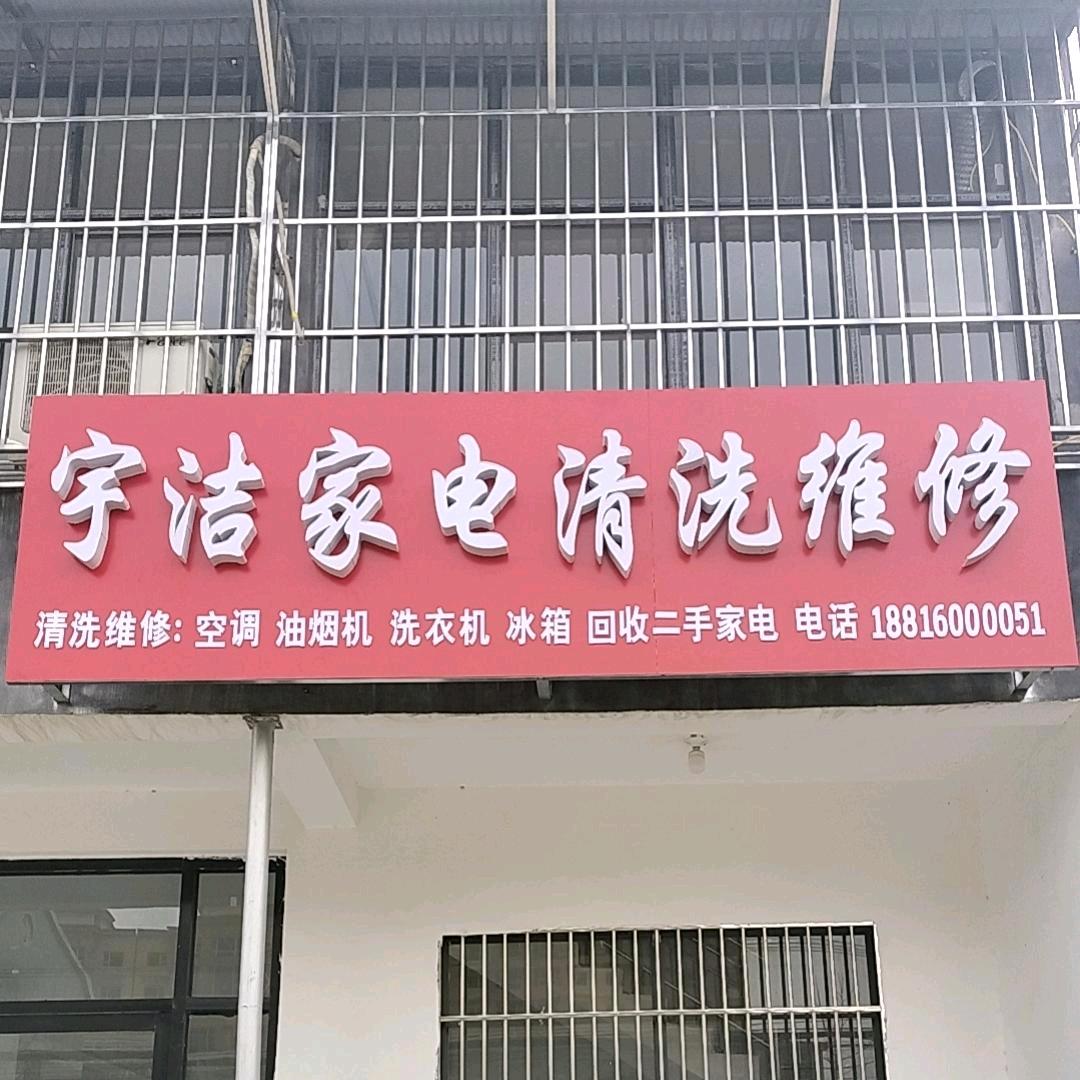 宇洁家电清洗维修
清洗维修: 空调 油烟机 洗衣机 冰箱 回收二手家电 电话 18816000051